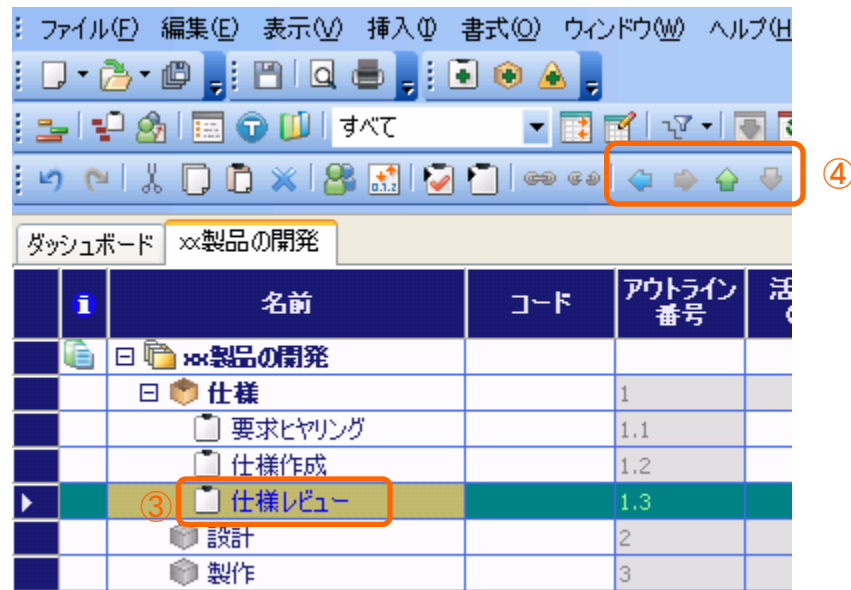 ファイル(F) 編集(E) 表示(V) 挿入(I) 書式(O) ウィンドウ(W) ヘルプ(H
すべて
④
ダッシュボード xx製品の開発
名前 コード アウトライン番号 活
xx製品の開発
仕様 1
要求ヒヤリング 1.1
仕様作成 1.2
③ 仕様レビュー 1.3
設計 2
製作 3